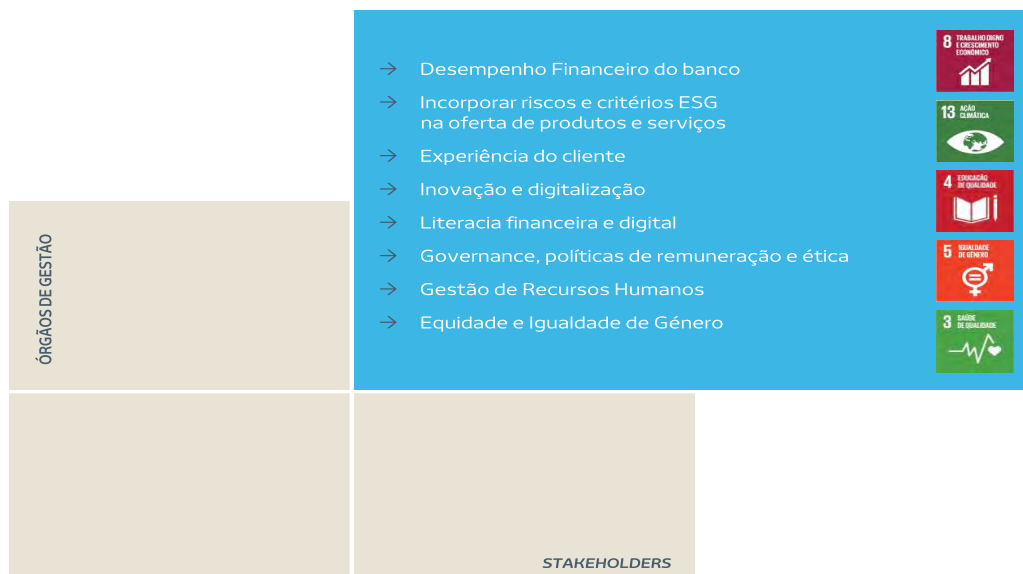 → Desempenho Financeiro do banco
→ Incorporar riscos e critérios ESG
na oferta de produtos e serviços
→ Experiência do cliente
→ Inovação e digitalização
→ Literacia financeira e digital
→ Governance, políticas de remuneração e ética
→ Gestão de Recursos Humanos
→ Equidade e Igualdade de Género
8 TRABALHO DIGNO
E CRESCIMENTO
ECONÓMICO
13 AÇÃO
CLIMÁTICA
4 EDUCAÇÃO
DE QUALIDADE
5 IGUALDADE
DE GÉNERO
3 SAÚDE
DE QUALIDADE
ÓRGÃOS DE GESTÃO
STAKEHOLDERS